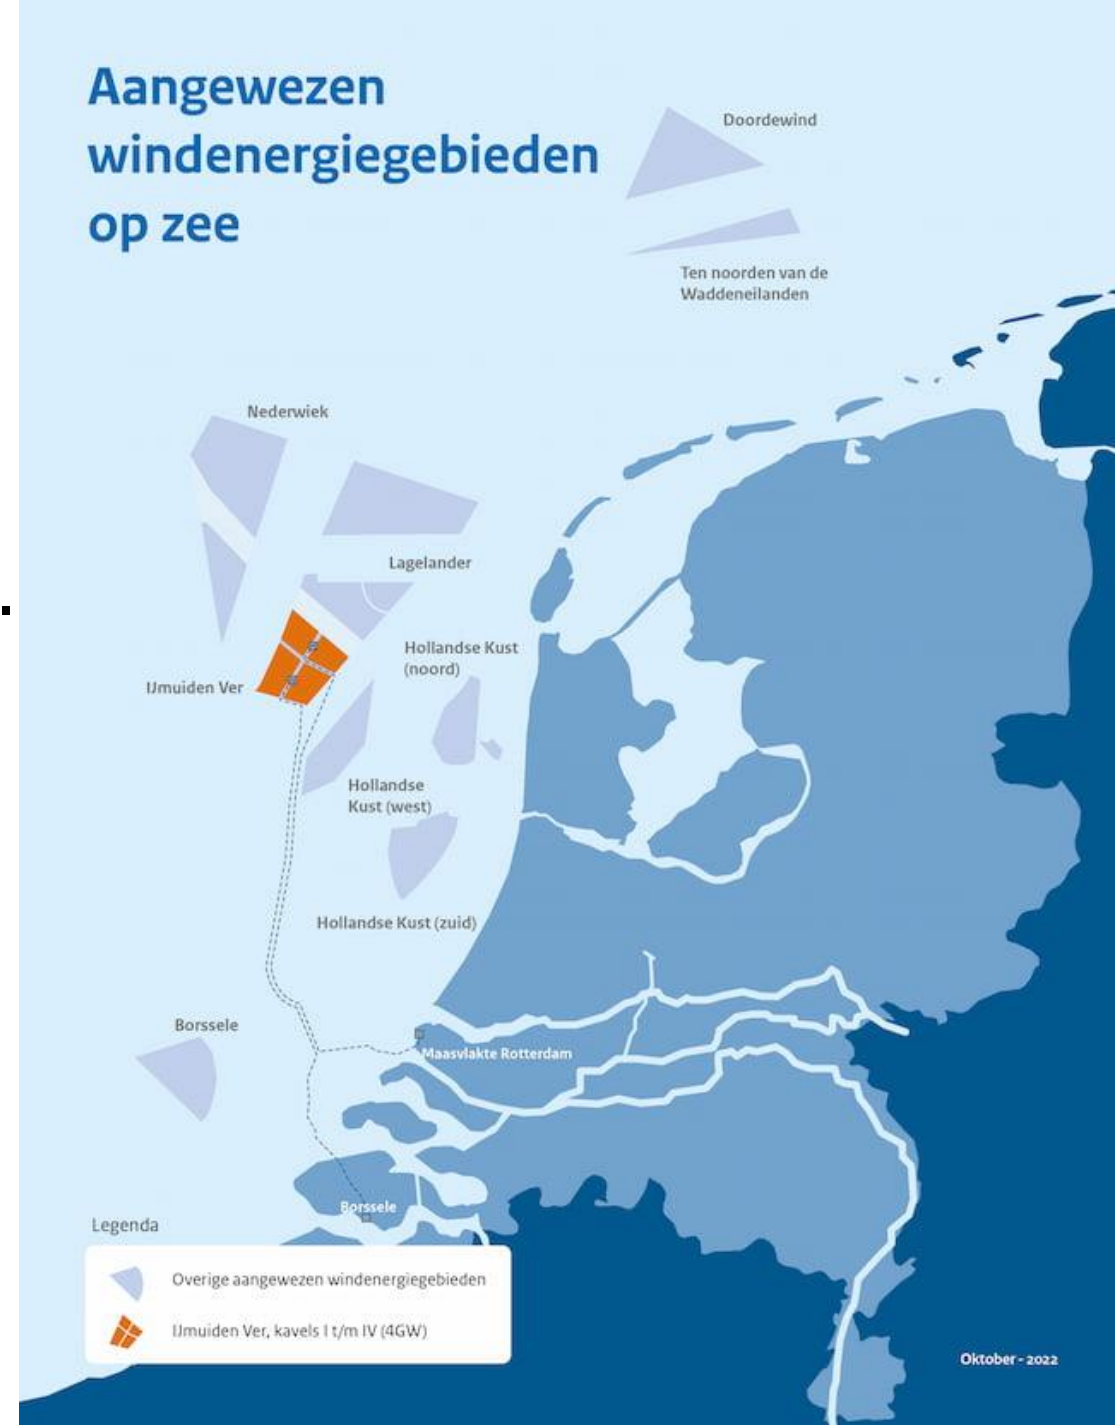 Aangewezen
windenergiegebieden
op zee
Doordewind
Ten noorden van de
Waddeneilanden
Nederwiek
Lagelander
Hollandse Kust
(noord)
IJmuiden Ver
Hollandse
Kust (west)
Hollandse Kust (zuid)
Borssele
Maasvlakte Rotterdam
Borssele
Legenda
Overige aangewezen windenergiegebieden
IJmuiden Ver, kavels I t/m IV (4GW)
Oktober - 2022